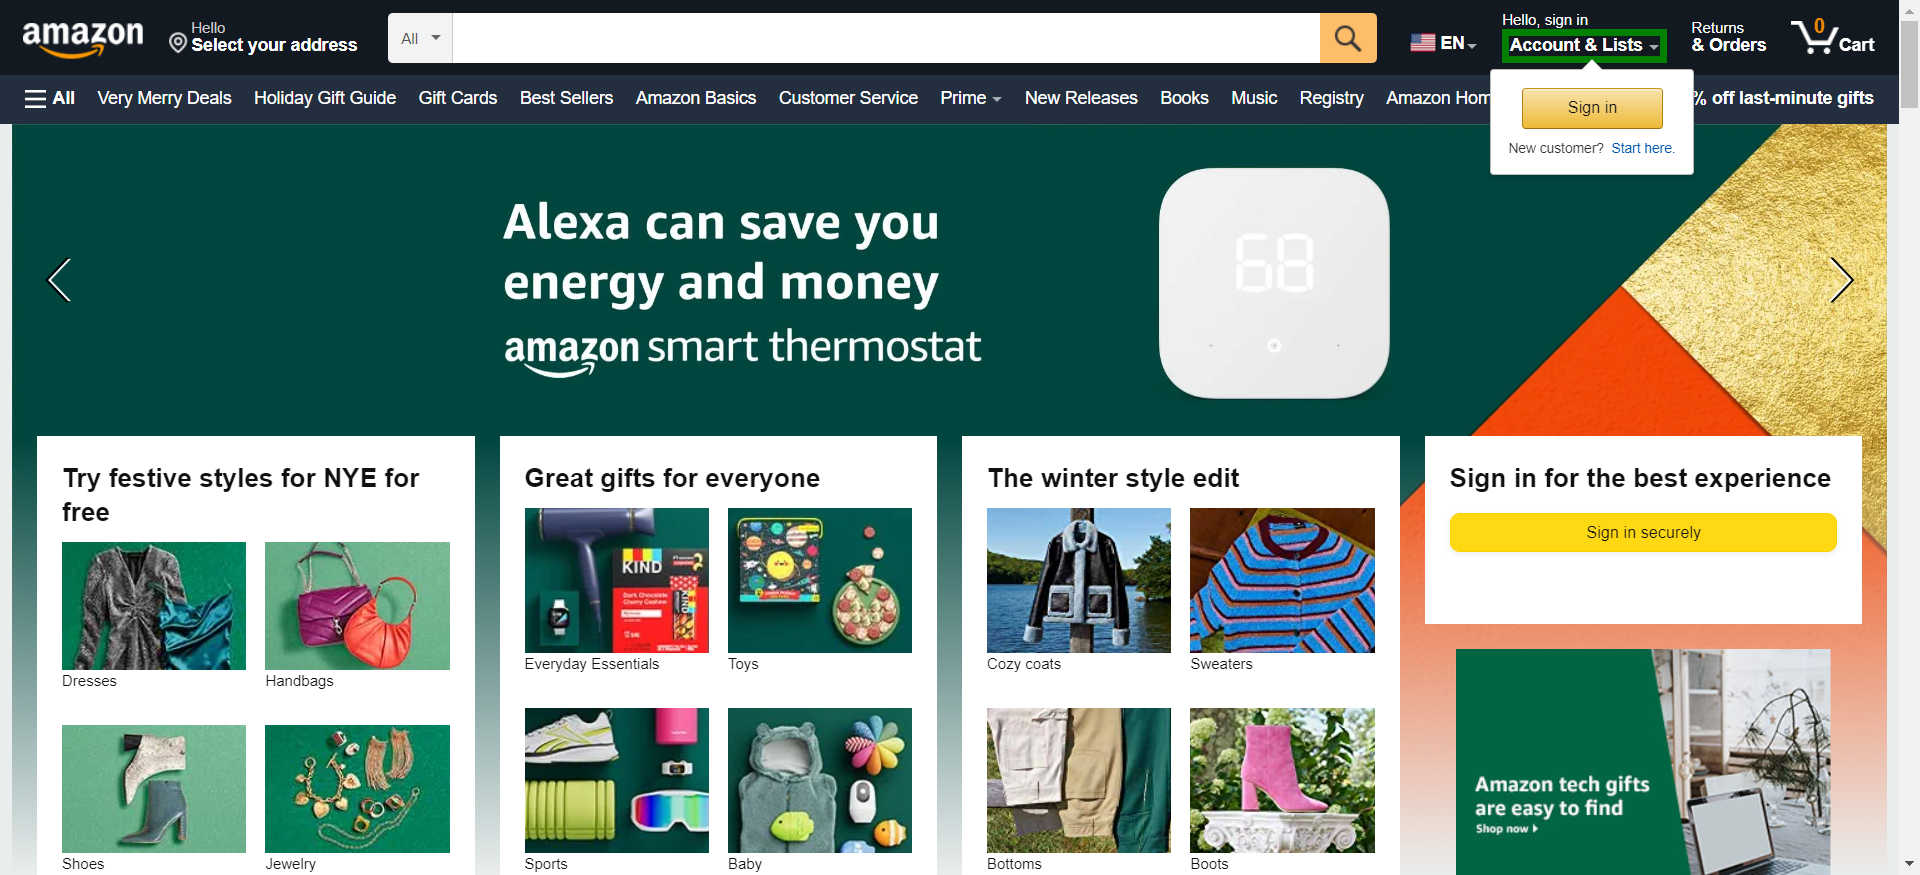 amazon
Hello
Select your address
All
EN
Hello, sign in
Account & Lists
Returns
& Orders
0
Cart
All
Very Merry Deals
Holiday Gift Guide
Gift Cards
Best Sellers
Amazon Basics
Customer Service
Prime
New Releases
Books
Music
Registry
Amazon Hom
% off last-minute gifts
Sign in
New customer? Start here.
Alexa can save you
energy and money
amazon smart thermostat
68
Try festive styles for NYE for
free
Dresses
Handbags
Shoes
Jewelry
Great gifts for everyone
KIND
Dark Chocolate
Cherry Cashew
Everyday Essentials
Toys
Sports
Baby
The winter style edit
Cozy coats
Sweaters
Bottoms
Boots
Sign in for the best experience
Sign in securely
Amazon tech gifts
are easy to find
Shop now